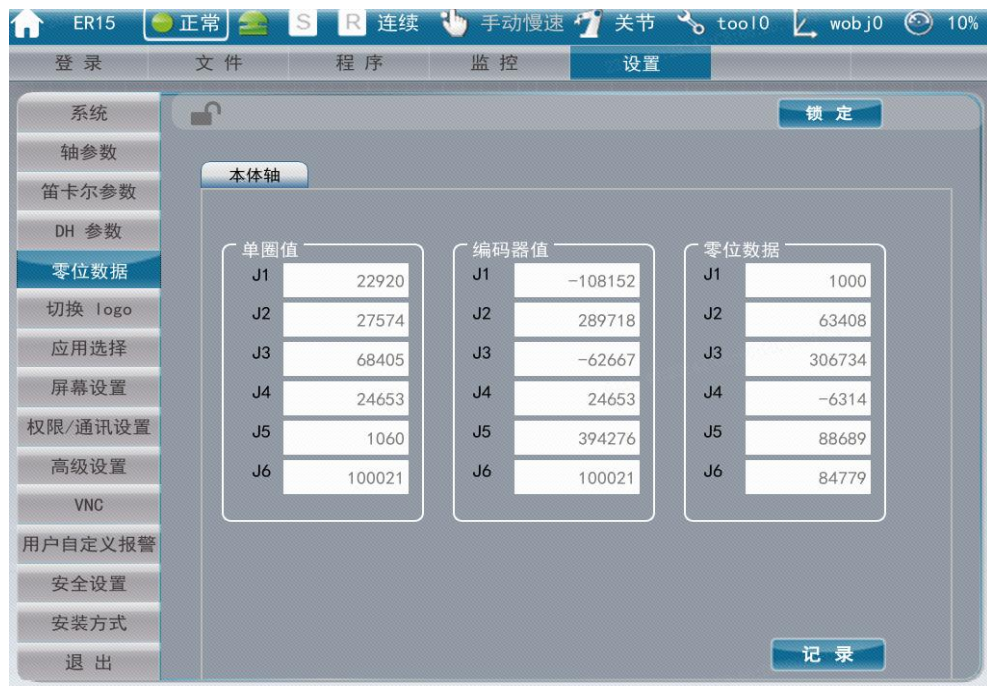 ER15 正常 S R 连续 手动慢速 关节 tool0 wobj0 10%
登 录 文 件 程 序 监 控 设置
系统
轴参数
笛卡尔参数
DH 参数
零位数据
切换 logo
应用选择
屏幕设置
权限/通讯设置
高级设置
VNC
用户自定义报警
安全设置
安装方式
退 出
锁 定
本体轴
单圈值
J1 22920
J2 27574
J3 68405
J4 24653
J5 1060
J6 100021
编码器值
J1 -108152
J2 289718
J3 -62667
J4 24653
J5 394276
J6 100021
零位数据
J1 1000
J2 63408
J3 306734
J4 -6314
J5 88689
J6 84779
记 录